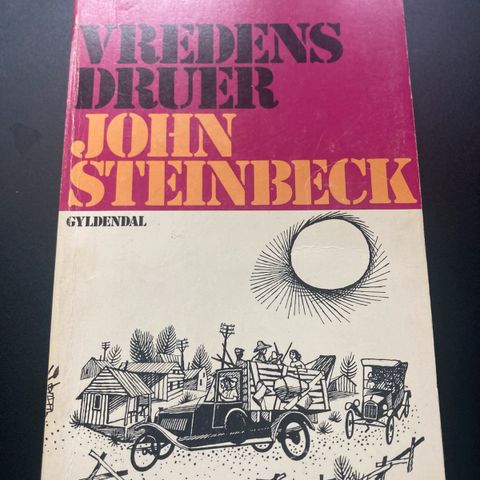 VREDENS
DRUER
JOHN
STEINBECK
GYLDENDAL